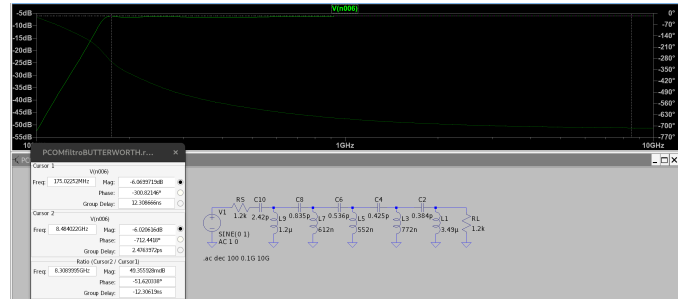 V(n006)
-5dB
-10dB
-15dB
-20dB
-25dB
-30dB
-35dB
-40dB
-45dB
-50dB
-55dB
0°
-70°
-140°
-210°
-280°
-350°
-420°
-490°
-560°
-630°
-700°
-770°
1GHz
10GHz
PCOMfiltroBUTTERWORTH.r... ×
Cursor 1
V(n006)
Freq: 175.02252MHz Mag: -6.0699719dB
Phase: -300.82146°
Group Delay: 12.308666ns
Cursor 2
V(n006)
Freq: 8.484022GHz Mag: -6.020616dB
Phase: -712.4418°
Group Delay: 2.4763972ps
Ratio (Cursor2 / Cursor1)
Freq: 8.3089995GHz Mag: 49.355928mdB
Phase: -51.620338°
Group Delay: -12.30619ns
R5 C10 C8 C6 C4 C2
1.2k 2.42p 0.835p 0.536p 0.425p 0.384p
V1 L9 L7 L5 L3 L1 RL
1.2µ 612n 552n 772n 3.49µ 1.2k
SINE(0 1)
AC 1 0
.ac dec 100 0.1G 10G